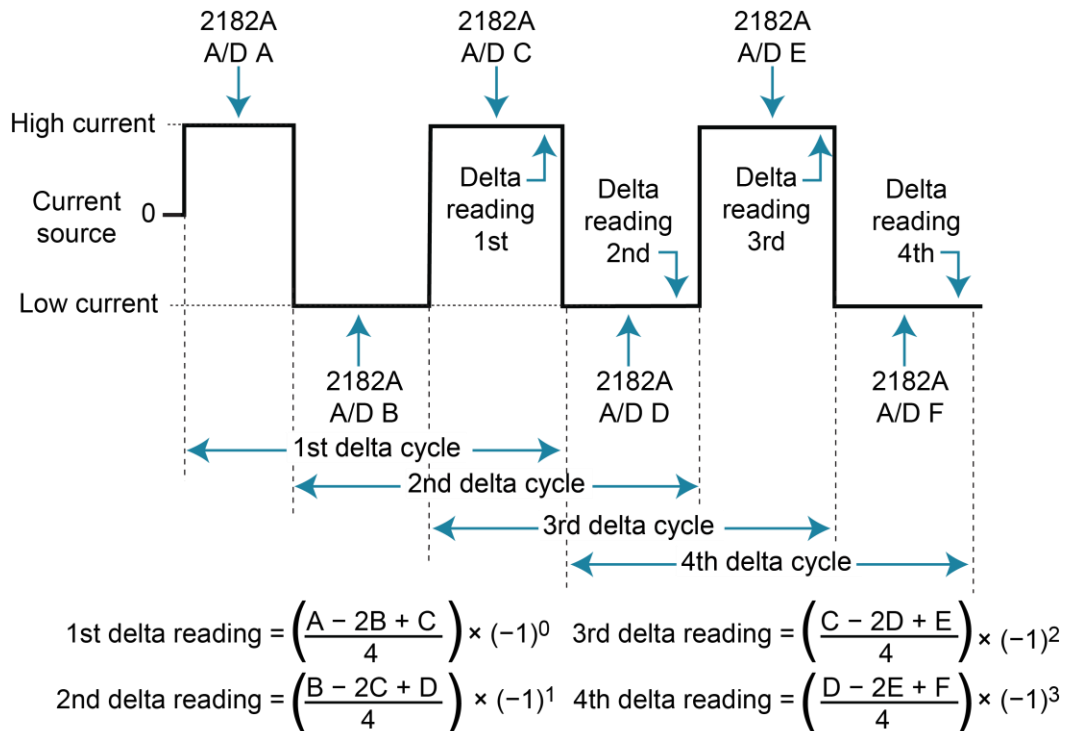 2182A
A/D A
2182A
A/D C
2182A
A/D E
High current
Current
source
0
Delta
reading
1st
Delta
reading
2nd
Delta
reading
3rd
Delta
reading
4th
Low current
2182A
A/D B
2182A
A/D D
2182A
A/D F
1st delta cycle
2nd delta cycle
3rd delta cycle
4th delta cycle
1st delta reading = ((A − 2B + C)/4) × (−1)⁰
3rd delta reading = ((C − 2D + E)/4) × (−1)²
2nd delta reading = ((B − 2C + D)/4) × (−1)¹
4th delta reading = ((D − 2E + F)/4) × (−1)³